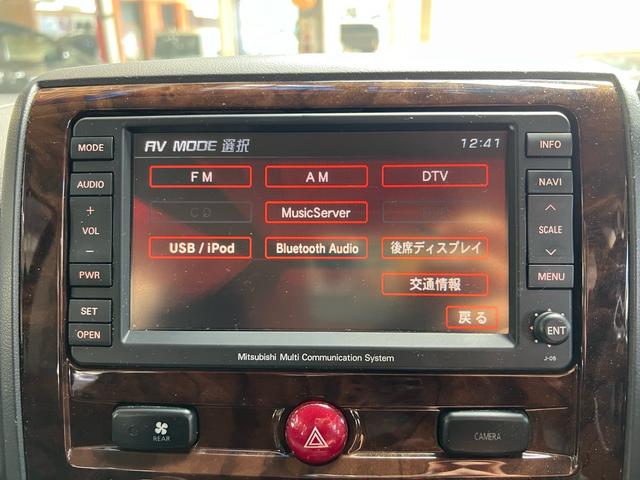 AV MODE 選択 12:41
FM AM DTV
CD MusicServer
USB / iPod Bluetooth Audio 後席ディスプレイ
交通情報
戻る
MODE
AUDIO
+
VOL
−
PWR
SET
OPEN
INFO
NAVI
SCALE
MENU
ENT
J-05
Mitsubishi Multi Communication System
REAR
CAMERA